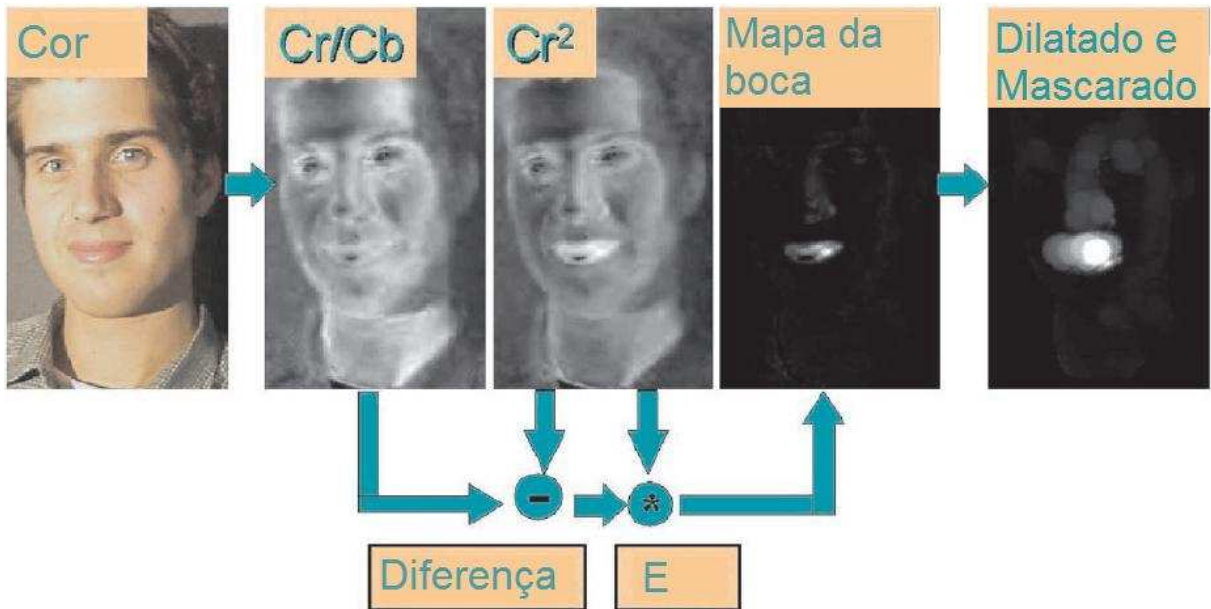 Cor
Cr/Cb
Cr²
Mapa da
boca
Dilatado e
Mascarado
-
*
Diferença
E